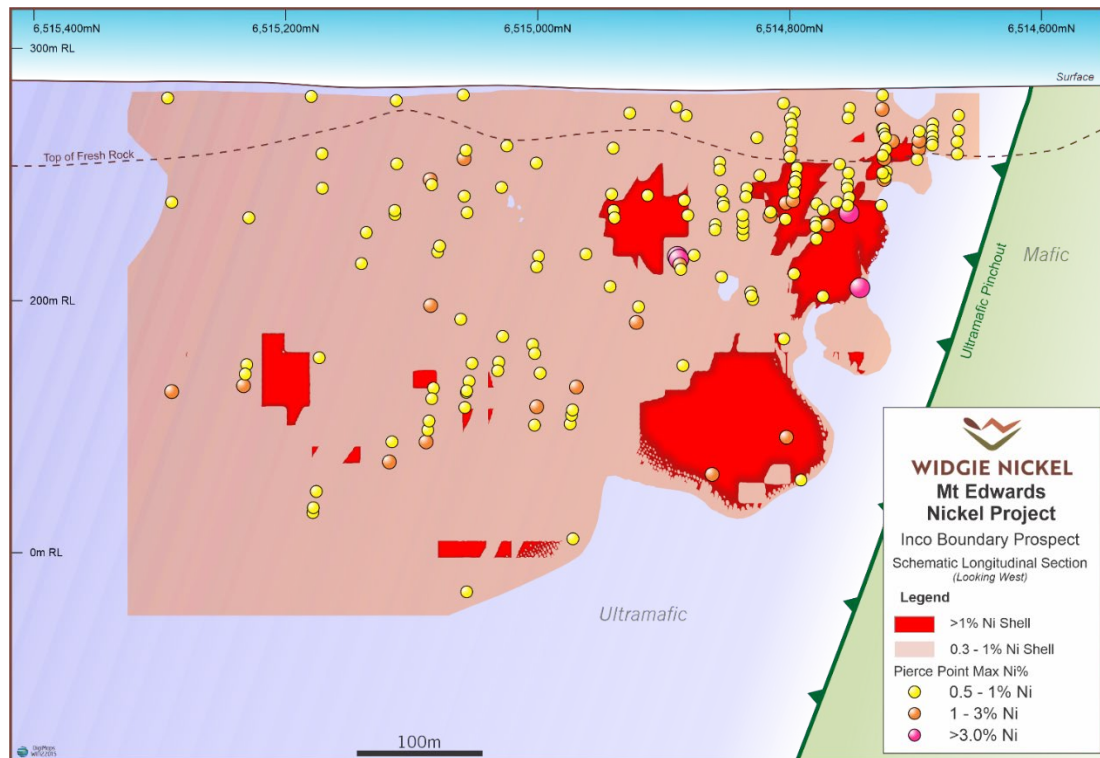 6,515,400mN
6,515,200mN
6,515,000mN
6,514,800mN
6,514,600mN
300m RL
Surface
Top of Fresh Rock
Mafic
Ultramafic Pinchout
200m RL
0m RL
Ultramafic
100m
WIDGIE NICKEL
Mt Edwards
Nickel Project
Inco Boundary Prospect
Schematic Longitudinal Section
(Looking West)
Legend
>1% Ni Shell
0.3 - 1% Ni Shell
Pierce Point Max Ni%
0.5 - 1% Ni
1 - 3% Ni
>3.0% Ni
DigiMaps